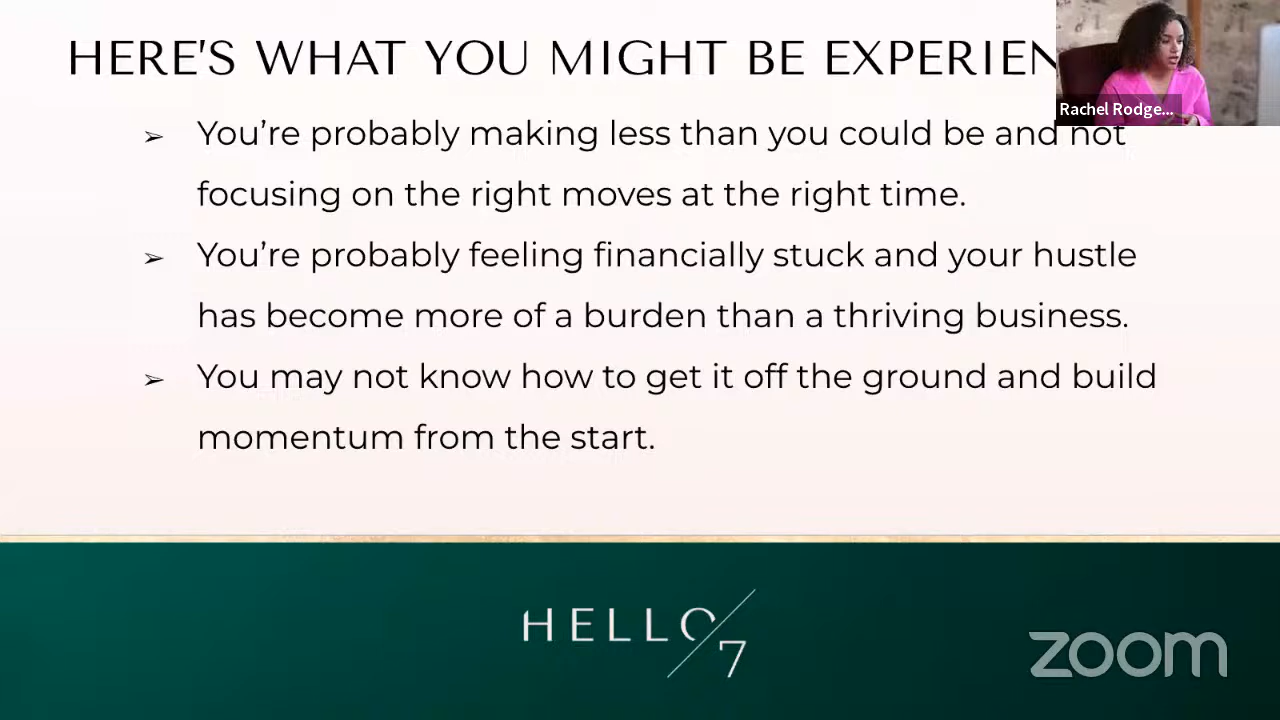 HERE'S WHAT YOU MIGHT BE EXPERIEN
Rachel Rodge...
➢ You’re probably making less than you could be and not
focusing on the right moves at the right time.
➢ You’re probably feeling financially stuck and your hustle
has become more of a burden than a thriving business.
➢ You may not know how to get it off the ground and build
momentum from the start.
HELLO
7
zoom